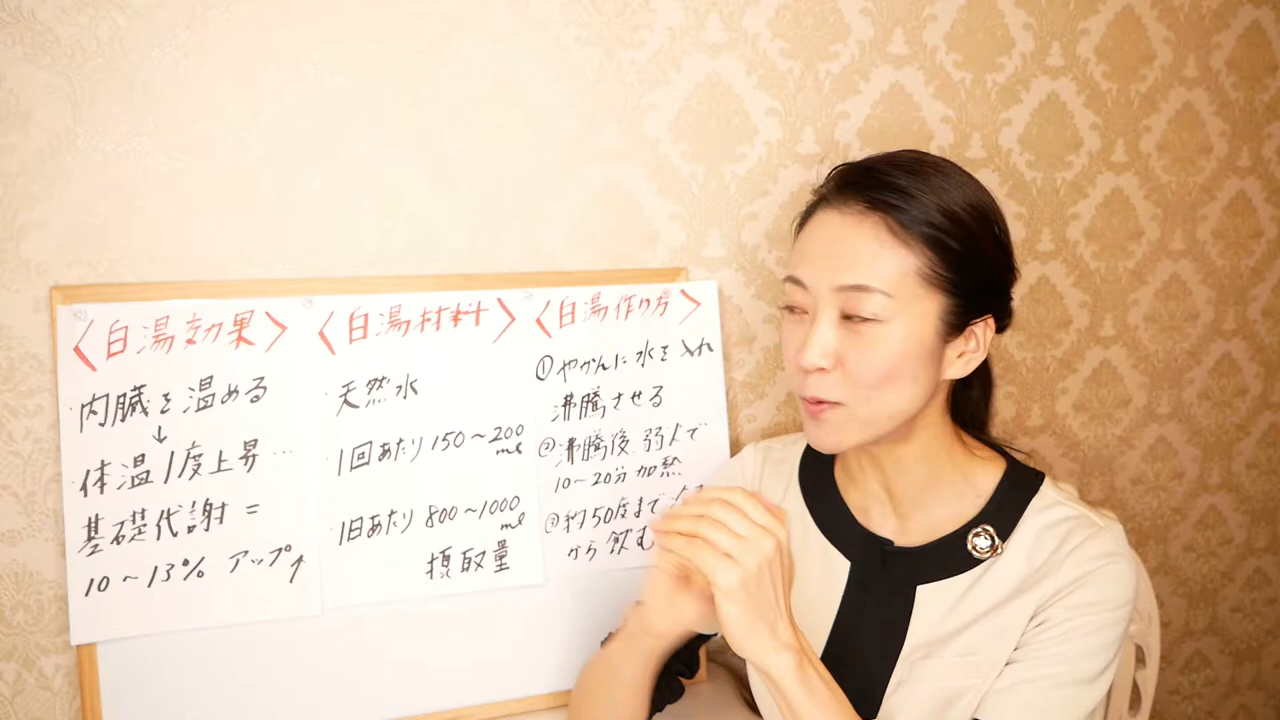 〈白湯効果〉
内臓を温める
↓
体温1度上昇…
基礎代謝=
10〜13% アップ↑
〈白湯材料〉
天然水
1回あたり 150〜200
ml
1日あたり 800〜1000
ml
摂取量
〈白湯作り方〉
①やかんに水を入れ
沸騰させる
②沸騰後、弱火で
10〜20分加熱
③約50度まで
から飲む